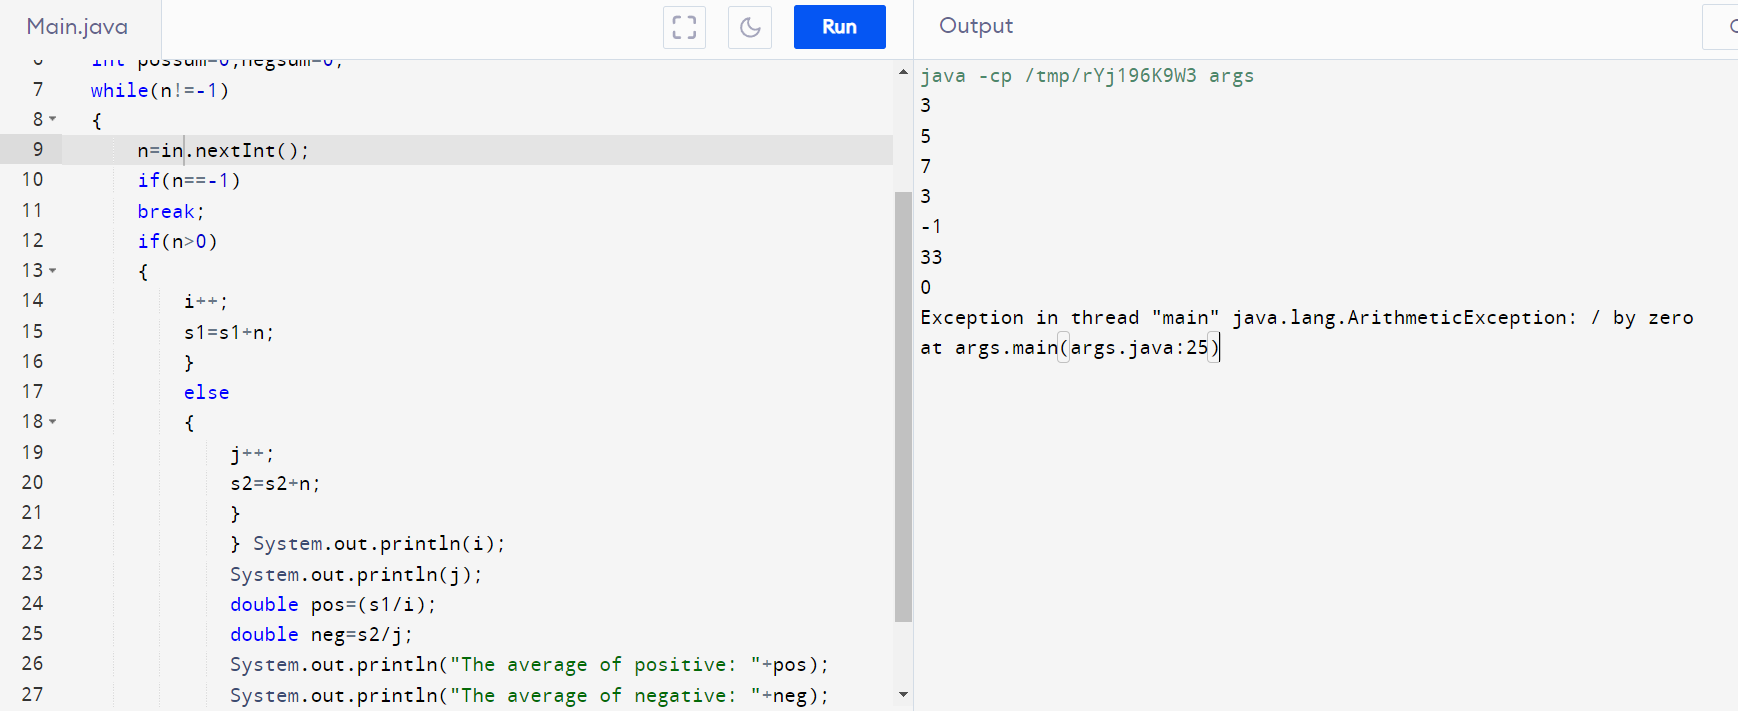 Main.java
Run
Output
int possum=0,negsum=0;
7 while(n!=-1)
8 {
9 n=in.nextInt();
10 if(n==-1)
11 break;
12 if(n>0)
13 {
14 i++;
15 s1=s1+n;
16 }
17 else
18 {
19 j++;
20 s2=s2+n;
21 }
22 } System.out.println(i);
23 System.out.println(j);
24 double pos=(s1/i);
25 double neg=s2/j;
26 System.out.println("The average of positive: "+pos);
27 System.out.println("The average of negative: "+neg);
java -cp /tmp/rYj196K9W3 args
3
5
7
3
-1
33
0
Exception in thread "main" java.lang.ArithmeticException: / by zero
at args.main(args.java:25)